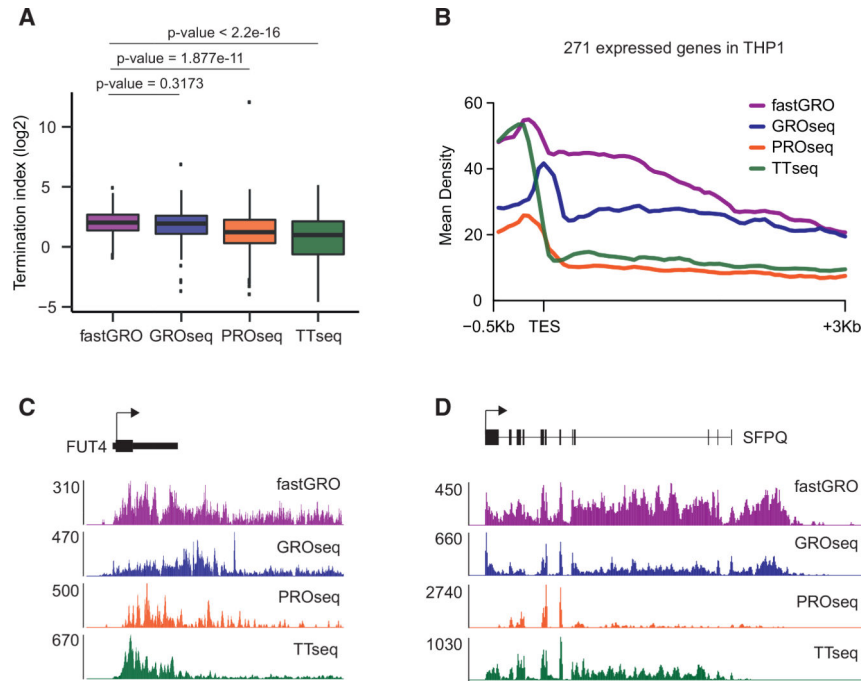 A
p-value < 2.2e-16
p-value = 1.877e-11
p-value = 0.3173
Termination index (log2)
10
5
0
−5
fastGRO GROseq PROseq TTseq
B
271 expressed genes in THP1
Mean Density
60
40
20
0
−0.5Kb TES +3Kb
fastGRO
GROseq
PROseq
TTseq
C
FUT4
310 fastGRO
470 GROseq
500 PROseq
670 TTseq
D
SFPQ
450 fastGRO
660 GROseq
2740 PROseq
1030 TTseq